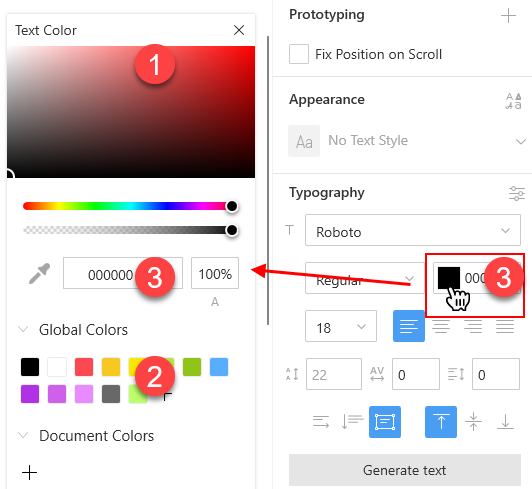 Text Color
1
000000
3
100%
A
Global Colors
2
Document Colors
Prototyping
Fix Position on Scroll
Appearance
Aa
No Text Style
Typography
T
Roboto
Regular
000
3
18
A
A
22
AV
0
0
Generate text